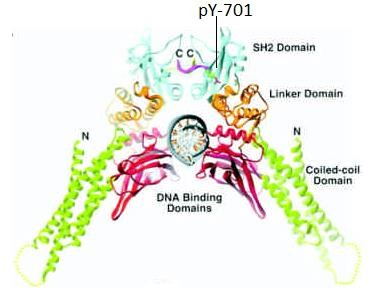 pY-701
C C
SH2 Domain
Linker Domain
N
N
Coiled-coil
Domain
DNA Binding
Domains